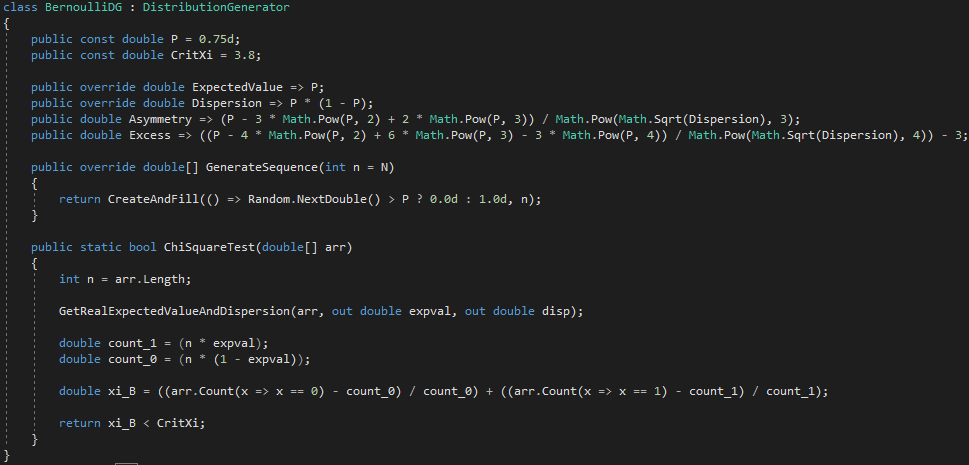 class BernoulliDG : DistributionGenerator
{
    public const double P = 0.75d;
    public const double CritXi = 3.8;

    public override double ExpectedValue => P;
    public override double Dispersion => P * (1 - P);
    public double Asymmetry => (P - 3 * Math.Pow(P, 2) + 2 * Math.Pow(P, 3)) / Math.Pow(Math.Sqrt(Dispersion), 3);
    public double Excess => ((P - 4 * Math.Pow(P, 2) + 6 * Math.Pow(P, 3) - 3 * Math.Pow(P, 4)) / Math.Pow(Math.Sqrt(Dispersion), 4)) - 3;

    public override double[] GenerateSequence(int n = N)
    {
        return CreateAndFill(() => Random.NextDouble() > P ? 0.0d : 1.0d, n);
    }

    public static bool ChiSquareTest(double[] arr)
    {
        int n = arr.Length;

        GetRealExpectedValueAndDispersion(arr, out double expval, out double disp);

        double count_1 = (n * expval);
        double count_0 = (n * (1 - expval));

        double xi_B = ((arr.Count(x => x == 0) - count_0) / count_0) + ((arr.Count(x => x == 1) - count_1) / count_1);

        return xi_B < CritXi;
    }
}